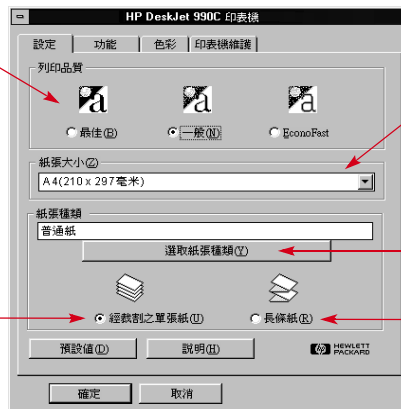 HP DeskJet 990C 印表機
設定 功能 色彩 印表機維護
列印品質
最佳(B) 一般(N) EconoFast
紙張大小(Z)
A4(210 x 297毫米)
紙張種類
普通紙
選取紙張種類(Y)
經裁割之單張紙(U) 長條紙(R)
預設值(D) 説明(H) hp HEWLETT
PACKARD
確定 取消